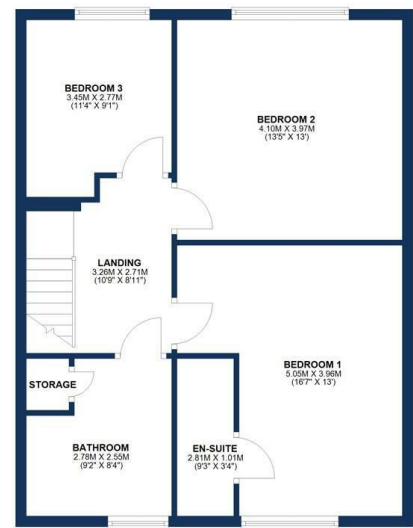 BEDROOM 3
3.45M X 2.77M
(11'4" X 9'1")
BEDROOM 2
4.10M X 3.97M
(13'5" X 13')
LANDING
3.26M X 2.71M
(10'9" X 8'11")
BEDROOM 1
5.05M X 3.96M
(16'7" X 13')
STORAGE
BATHROOM
2.78M X 2.55M
(9'2" X 8'4")
EN-SUITE
2.81M X 1.01M
(9'3" X 3'4")